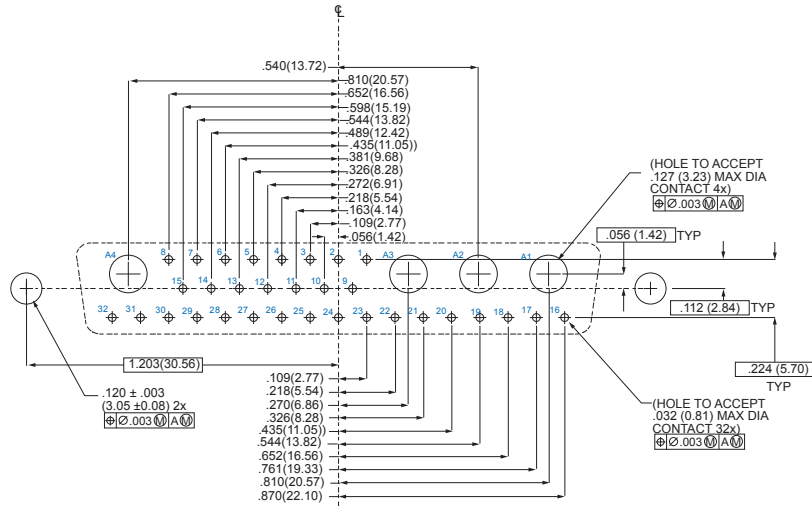 ℄
.540(13.72)
.810(20.57)
.652(16.56)
.598(15.19)
.544(13.82)
.489(12.42)
.435(11.05))
.381(9.68)
.326(8.28)
.272(6.91)
.218(5.54)
.163(4.14)
.109(2.77)
.056(1.42)
(HOLE TO ACCEPT
.127 (3.23) MAX DIA
CONTACT 4x)
⌖ Ø.003 Ⓜ A Ⓜ
.056 (1.42) TYP
A4 8 7 6 5 4 3 2 1 A3 A2 A1
15 14 13 12 11 10 9
32 31 30 29 28 27 26 25 24 23 22 21 20 19 18 17 16
.112 (2.84) TYP
.224 (5.70)
TYP
1.203(30.56)
.120 ± .003
(3.05 ±0.08) 2x
⌖ Ø.003 Ⓜ A Ⓜ
.109(2.77)
.218(5.54)
.270(6.86)
.326(8.28)
.435(11.05))
.544(13.82)
.652(16.56)
.761(19.33)
.810(20.57)
.870(22.10)
(HOLE TO ACCEPT
.032 (0.81) MAX DIA
CONTACT 32x)
⌖ Ø.003 Ⓜ A Ⓜ